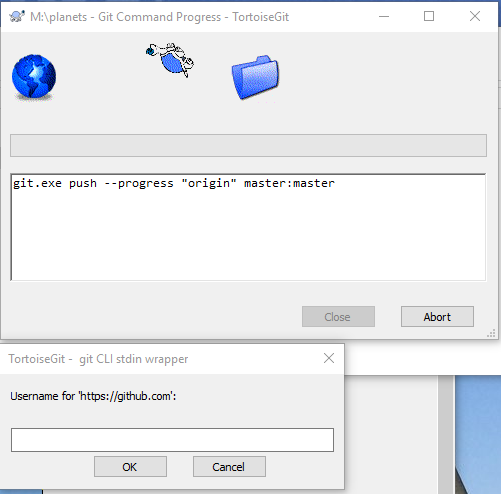 M:\planets - Git Command Progress - TortoiseGit
git.exe push --progress "origin" master:master
Close
Abort
TortoiseGit - git CLI stdin wrapper
Username for 'https://github.com':
OK
Cancel